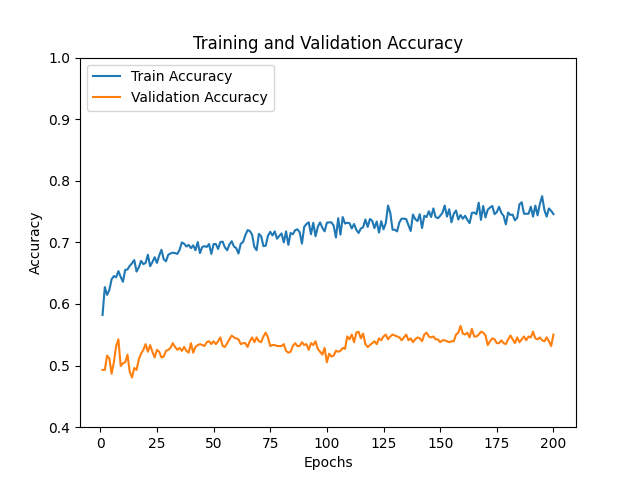 Training and Validation Accuracy
Train Accuracy
Validation Accuracy
Accuracy
1.0
0.9
0.8
0.7
0.6
0.5
0.4
0 25 50 75 100 125 150 175 200
Epochs